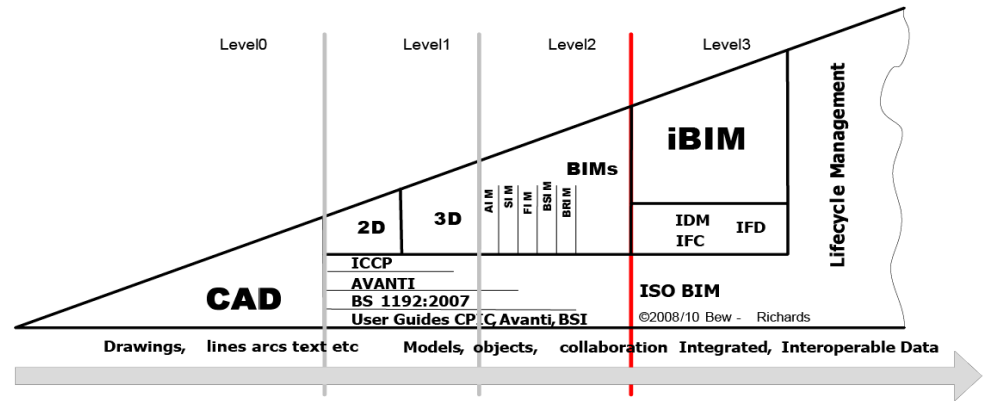 Level0 Level1 Level2 Level3
iBIM
BIMs
AIM
SIM
FIM
BSIM
BRIM
2D 3D
IDM IFD
IFC
Lifecycle Management
ICCP
AVANTI
CAD
BS 1192:2007
ISO BIM
User Guides CPIC, Avanti, BSI
©2008/10 Bew - Richards
Drawings, lines arcs text etc Models, objects, collaboration Integrated, Interoperable Data